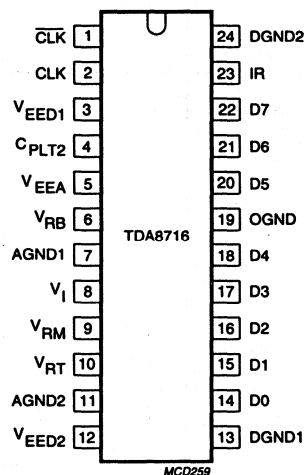 C̅L̅K̅ 1 24 DGND2
CLK 2 23 IR
VEED1 3 22 D7
CPLT2 4 21 D6
VEEA 5 20 D5
VRB 6 19 OGND
TDA8716
AGND1 7 18 D4
VI 8 17 D3
VRM 9 16 D2
VRT 10 15 D1
AGND2 11 14 D0
VEED2 12 13 DGND1
MCD259